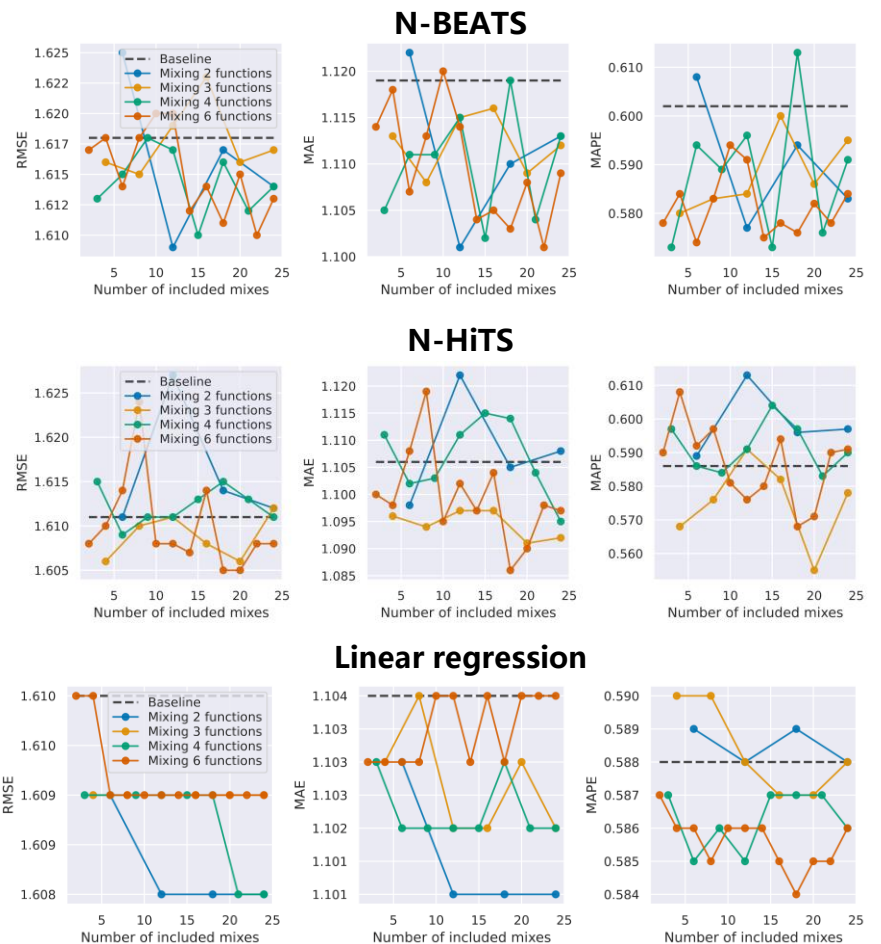 N-BEATS
RMSE
1.625
1.623
1.620
1.617
1.615
1.612
1.610
Baseline
Mixing 2 functions
Mixing 3 functions
Mixing 4 functions
Mixing 6 functions
5 10 15 20 25
Number of included mixes
MAE
1.120
1.115
1.110
1.105
1.100
5 10 15 20 25
Number of included mixes
MAPE
0.610
0.600
0.590
0.580
5 10 15 20 25
Number of included mixes
N-HiTS
RMSE
1.625
1.620
1.615
1.610
1.605
Baseline
Mixing 2 functions
Mixing 3 functions
Mixing 4 functions
Mixing 6 functions
5 10 15 20 25
Number of included mixes
MAE
1.120
1.115
1.110
1.105
1.100
1.095
1.090
1.085
5 10 15 20 25
Number of included mixes
MAPE
0.610
0.600
0.590
0.580
0.570
0.560
5 10 15 20 25
Number of included mixes
Linear regression
RMSE
1.610
1.610
1.609
1.609
1.608
Baseline
Mixing 2 functions
Mixing 3 functions
Mixing 4 functions
Mixing 6 functions
5 10 15 20 25
Number of included mixes
MAE
1.104
1.103
1.103
1.102
1.101
1.101
5 10 15 20 25
Number of included mixes
MAPE
0.590
0.589
0.588
0.587
0.586
0.585
0.584
5 10 15 20 25
Number of included mixes